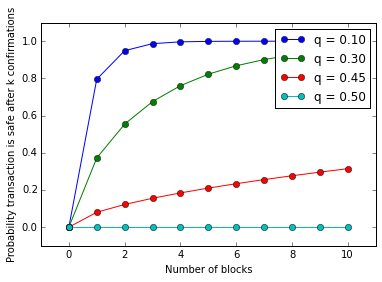 Probability transaction is safe after k confirmations
1.0
0.8
0.6
0.4
0.2
0.0
q = 0.10
q = 0.30
q = 0.45
q = 0.50
0 2 4 6 8 10
Number of blocks